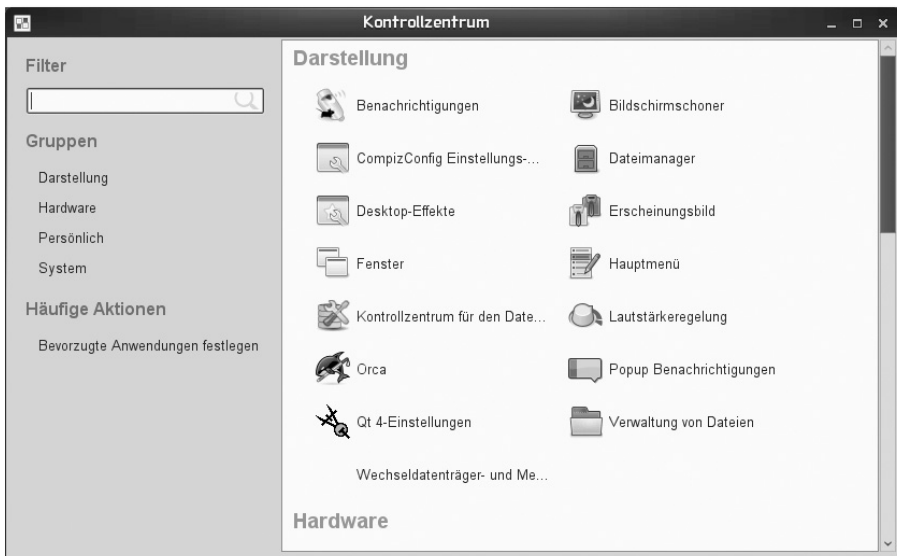 Kontrollzentrum
Filter
Gruppen
Darstellung
Hardware
Persönlich
System
Häufige Aktionen
Bevorzugte Anwendungen festlegen
Darstellung
Benachrichtigungen
Bildschirmschoner
CompizConfig Einstellungs-...
Dateimanager
Desktop-Effekte
Erscheinungsbild
Fenster
Hauptmenü
Kontrollzentrum für den Date...
Lautstärkeregelung
Orca
Popup Benachrichtigungen
Qt 4-Einstellungen
Verwaltung von Dateien
Wechseldatenträger- und Me...
Hardware